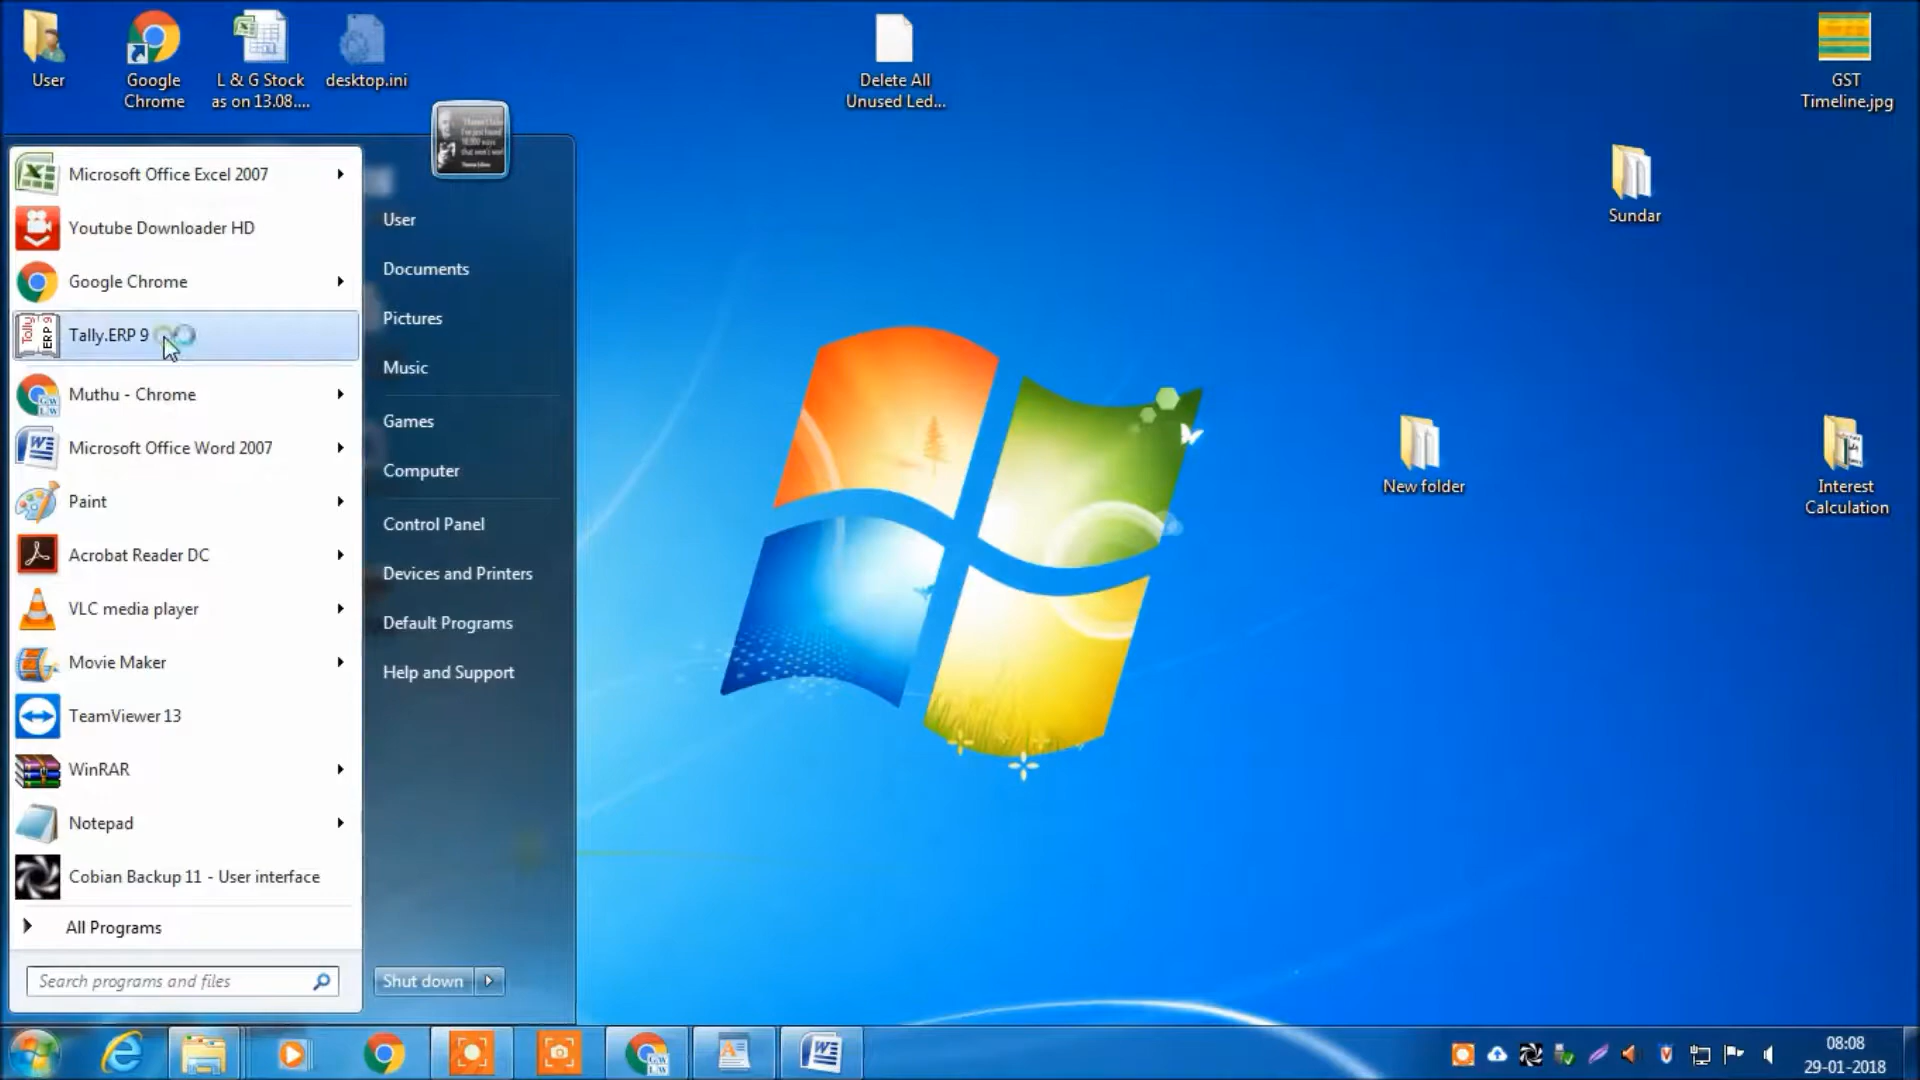 User
Google
Chrome
L & G Stock
as on 13.08....
desktop.ini
Delete All
Unused Led...
GST
Timeline.jpg
Sundar
New folder
Interest
Calculation
Microsoft Office Excel 2007
Youtube Downloader HD
Google Chrome
Tally.ERP 9
Muthu - Chrome
Microsoft Office Word 2007
Paint
Acrobat Reader DC
VLC media player
Movie Maker
TeamViewer 13
WinRAR
Notepad
Cobian Backup 11 - User interface
All Programs
Search programs and files
User
Documents
Pictures
Music
Games
Computer
Control Panel
Devices and Printers
Default Programs
Help and Support
Shut down
08:08
29-01-2018